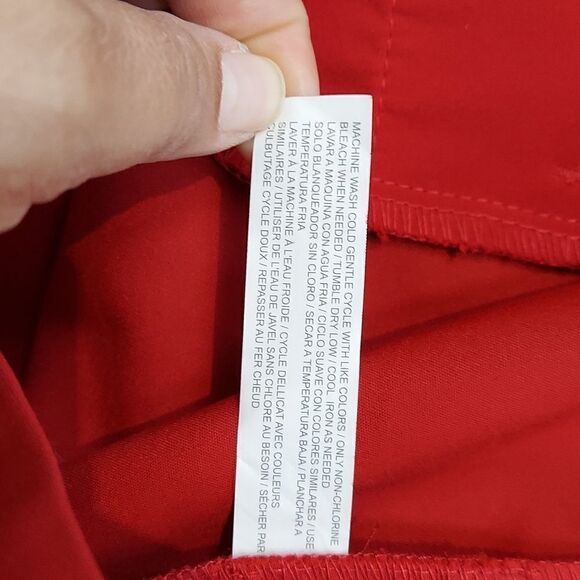 MACHINE WASH COLD GENTLE CYCLE WITH LIKE COLORS / ONLY NON-CHLORINE
BLEACH WHEN NEEDED / TUMBLE DRY LOW / COOL IRON AS NEEDED
LAVAR A MAQUINA CON AGUA FRIA / CICLO SUAVE CON COLORES SIMILARES / USE
SOLO BLANQUEADOR SIN CLORO / SECAR A TEMPERATURA BAJA / PLANCHAR A
TEMPERATURA FRIA
LAVER À LA MACHINE À L'EAU FROIDE / CYCLE DELLICAT AVEC COULEURS
SIMILAIRES / UTILISER DE L'EAU DE JAVEL SANS CHLORE AU BESOIN / SÉCHER PAR
CULBUTAGE CYCLE DOUX / REPASSER AU FER CHEUD